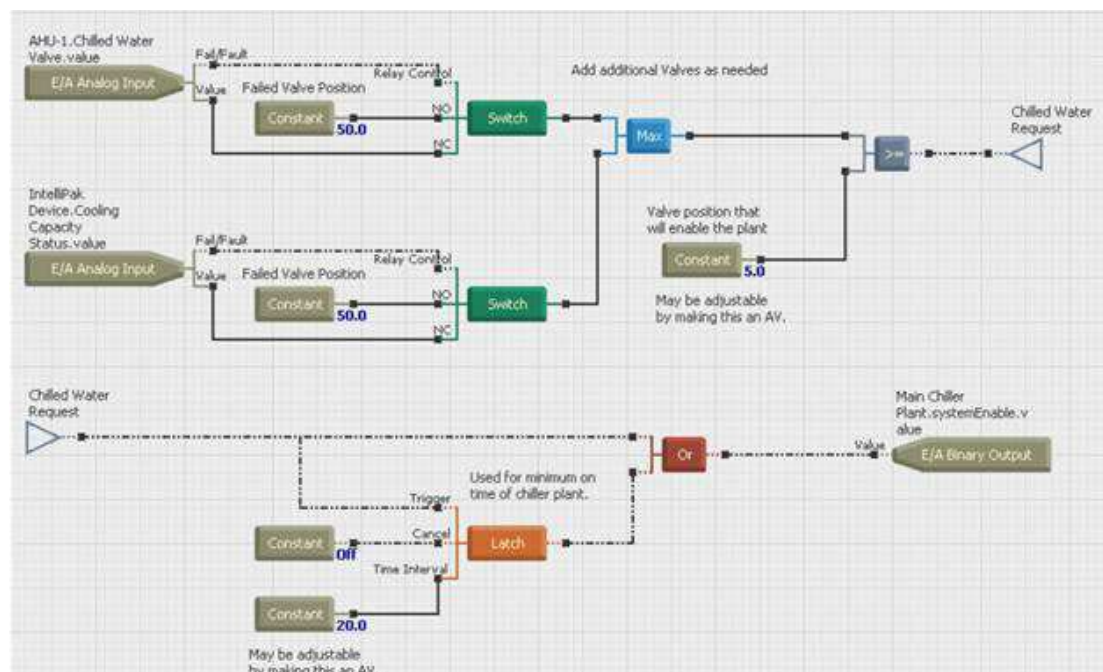 AHU-1.Chilled Water
Valve.value
Fail/Fault
E/A Analog Input
Value
Relay Control
Failed Valve Position
Constant
50.0
NO
NC
Switch
Add additional Valves as needed
Max
>=
Chilled Water
Request
IntelliPak
Device.Cooling
Capacity
Status.value
Fail/Fault
E/A Analog Input
Value
Relay Control
Failed Valve Position
Constant
50.0
NO
NC
Switch
Valve position that
will enable the plant
Constant
5.0
May be adjustable
by making this an AV.
Chilled Water
Request
Used for minimum on
time of chiller plant.
Trigger
Cancel
Time Interval
Constant
Off
Latch
Constant
20.0
May be adjustable
by making this an AV
Or
Main Chiller
Plant.systemEnable.v
alue
Value
E/A Binary Output